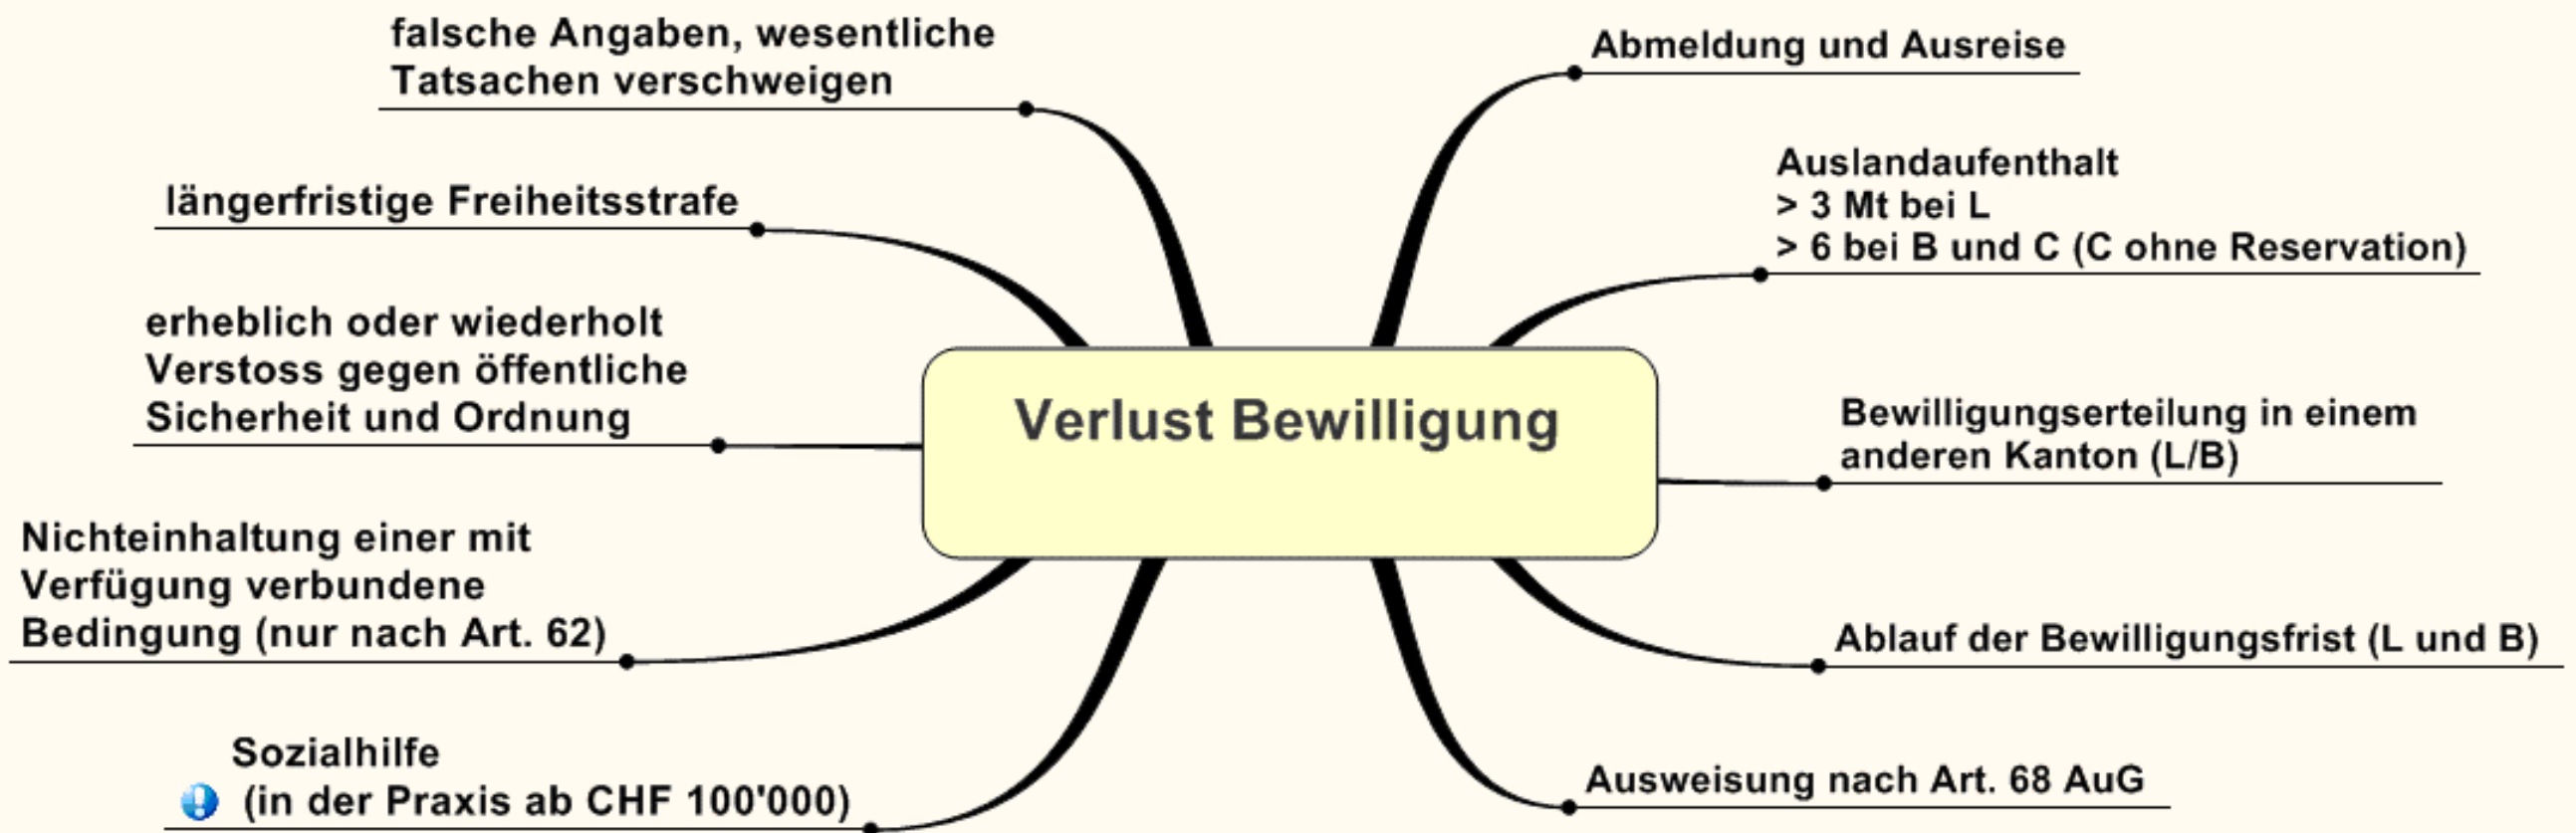 falsche Angaben, wesentliche
Tatsachen verschweigen
längerfristige Freiheitsstrafe
erheblich oder wiederholt
Verstoss gegen öffentliche
Sicherheit und Ordnung
Nichteinhaltung einer mit
Verfügung verbundene
Bedingung (nur nach Art. 62)
Sozialhilfe
(in der Praxis ab CHF 100'000)
Verlust Bewilligung
Abmeldung und Ausreise
Auslandaufenthalt
> 3 Mt bei L
> 6 bei B und C (C ohne Reservation)
Bewilligungserteilung in einem
anderen Kanton (L/B)
Ablauf der Bewilligungsfrist (L und B)
Ausweisung nach Art. 68 AuG